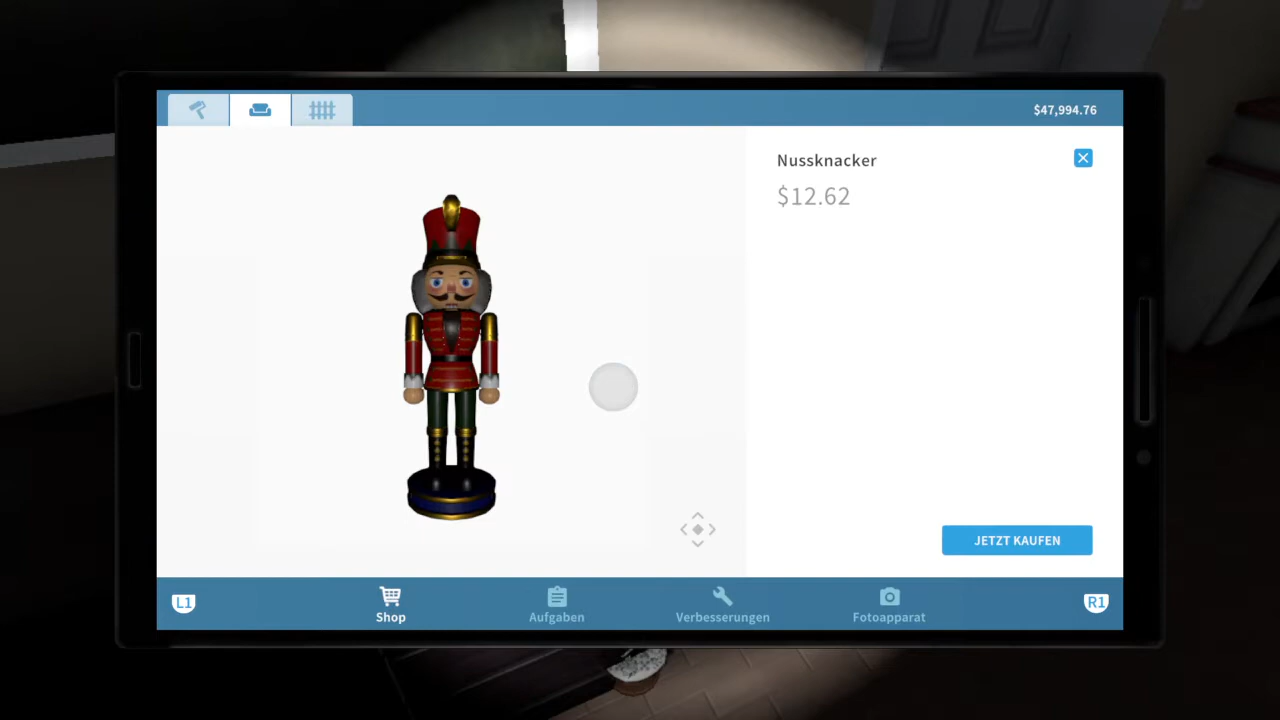 $47,994.76
Nussknacker
$12.62
JETZT KAUFEN
L1
Shop
Aufgaben
Verbesserungen
Fotoapparat
R1